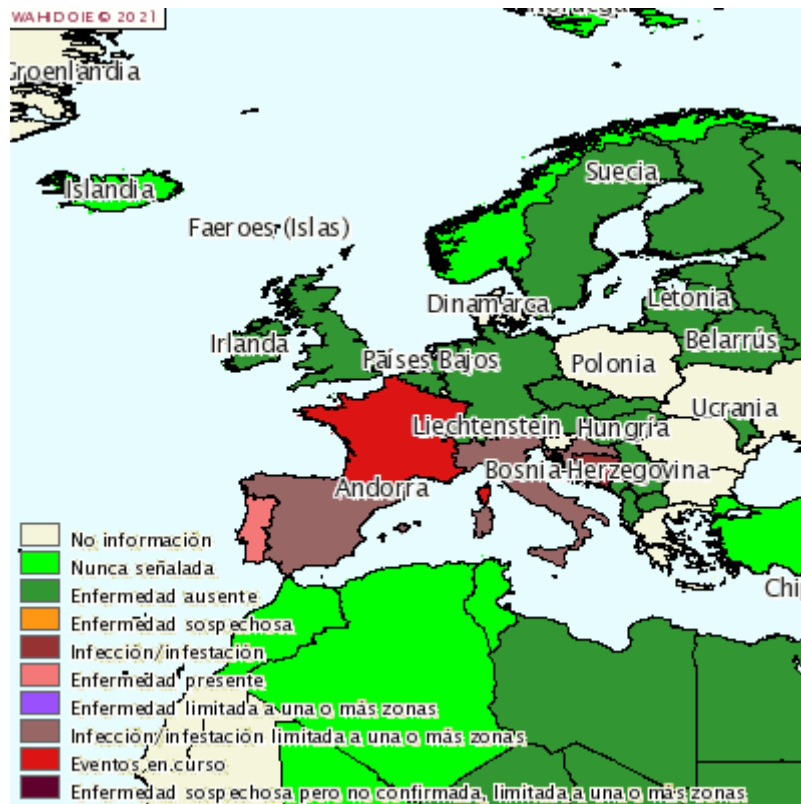 WAHIDOIE © 2021
Groenlandia
Suecia
Islandia
Faeroes (Islas)
Dinamarca
Letonia
Irlanda
Belarrús
Países Bajos
Polonia
Ucrania
Liechtenstein
Hungría
Bosnia-Herzegovina
Andorra
No información
Nunca señalada
Chi
Enfermedad ausente
Enfermedad sospechosa
Infección/infestación
Enfermedad presente
Enfermedad limitada a una o más zonas
Infección/infestación limitada a una o más zonas
Eventos en curso
Enfermedad sospechosa pero no confirmada, limitada a una o más zonas